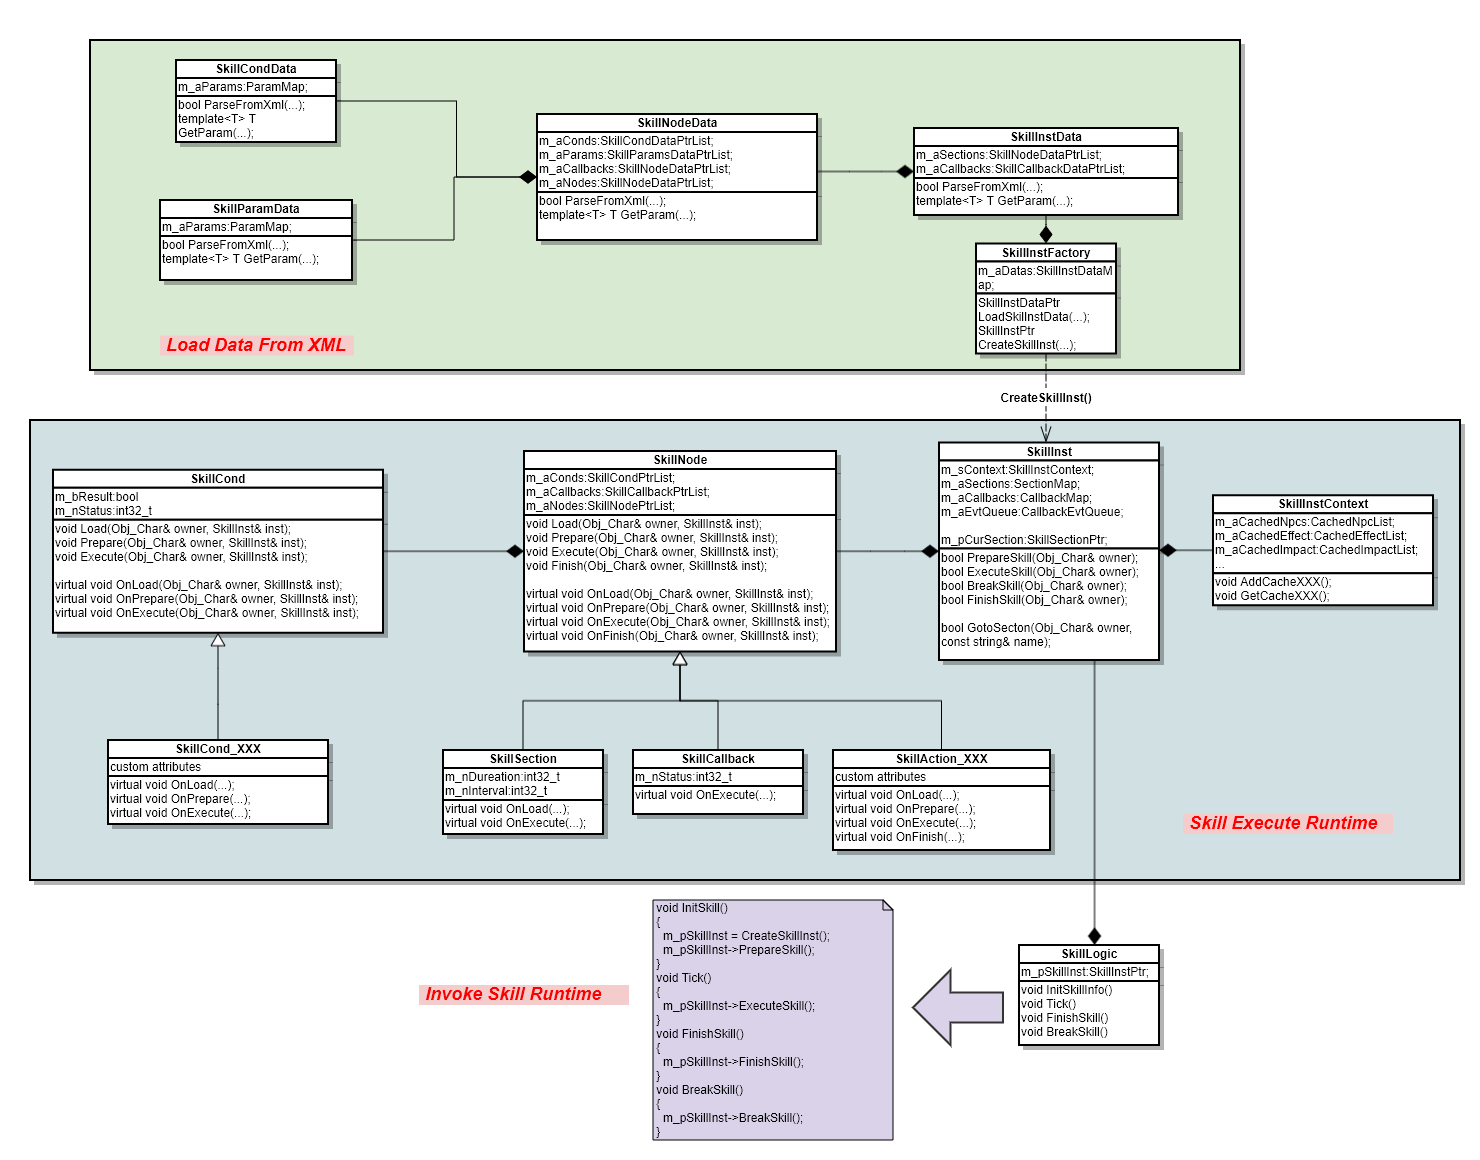 SkillCondData
m_aParams:ParamMap;
bool ParseFromXml(...);
template<T> T
GetParam(...);
SkillParamData
m_aParams:ParamMap;
bool ParseFromXml(...);
template<T> T GetParam(...);
SkillNodeData
m_aConds:SkillCondDataPtrList;
m_aParams:SkillParamsDataPtrList;
m_aCallbacks:SkillNodeDataPtrList;
m_aNodes:SkillNodeDataPtrList;
bool ParseFromXml(...);
template<T> T GetParam(...);
SkillInstData
m_aSections:SkillNodeDataPtrList;
m_aCallbacks:SkillCallbackDataPtrList;
bool ParseFromXml(...);
template<T> T GetParam(...);
SkillInstFactory
m_aDatas:SkillInstDataM
ap;
SkillInstDataPtr
LoadSkilInstData(...);
SkillInstPtr
CreateSkillInst(...);
Load Data From XML
CreateSkillInst()
SkillCond
m_bResult:bool
m_nStatus:int32_t
void Load(Obj_Char& owner, SkillInst& inst);
void Prepare(Obj_Char& owner, SkillInst& inst);
void Execute(Obj_Char& owner, SkillInst& inst);
virtual void OnLoad(Obj_Char& owner, SkillInst& inst);
virtual void OnPrepare(Obj_Char& owner, SkillInst& inst);
virtual void OnExecute(Obj_Char& owner, SkillInst& inst);
SkillNode
m_aConds:SkillCondPtrList;
m_aCallbacks:SkillCallbackPtrList;
m_aNodes:SkillNodePtrList;
void Load(Obj_Char& owner, SkillInst& inst);
void Prepare(Obj_Char& owner, SkillInst& inst);
void Execute(Obj_Char& owner, SkillInst& inst);
void Finish(Obj_Char& owner, SkillInst& inst);
virtual void OnLoad(Obj_Char& owner, SkillInst& inst);
virtual void OnPrepare(Obj_Char& owner, SkillInst& inst);
virtual void OnExecute(Obj_Char& owner, SkillInst& inst);
virtual void OnFinish(Obj_Char& owner, SkillInst& inst);
SkillInst
m_sContext:SkillInstContext;
m_aSections:SectionMap;
m_aCallbacks:CallbackMap;
m_aEvtQueue:CallbackEvtQueue;
m_pCurSection:SkillSectionPtr;
bool PrepareSkill(Obj_Char& owner);
bool ExecuteSkill(Obj_Char& owner);
bool BreakSkill(Obj_Char& owner);
bool FinishSkill(Obj_Char& owner);
bool GotoSecton(Obj_Char& owner,
const string& name);
SkillInstContext
m_aCachedNpcs:CachedNpcList;
m_aCachedEffect:CachedEffectList;
m_aCachedImpact:CachedImpactList;
...
void AddCacheXXX();
void GetCacheXXX();
SkillCond_XXX
custom attributes
virtual void OnLoad(...);
virtual void OnPrepare(...);
virtual void OnExecute(...);
SkillSection
m_nDureation:int32_t
m_nInterval:int32_t
virtual void OnLoad(...);
virtual void OnExecute(...);
SkillCallback
m_nStatus:int32_t
virtual void OnExecute(...);
SkillAction_XXX
custom attributes
virtual void OnLoad(...);
virtual void OnPrepare(...);
virtual void OnExecute(...);
virtual void OnFinish(...);
Skill Execute Runtime
Invoke Skill Runtime
void InitSkill()
{
m_pSkillInst = CreateSkillInst();
m_pSkillInst->PrepareSkill();
}
void Tick()
{
m_pSkillInst->ExecuteSkill();
}
void FinishSkill()
{
m_pSkillInst->FinishSkill();
}
void BreakSkill()
{
m_pSkillInst->BreakSkill();
}
SkillLogic
m_pSkillInst:SkillInstPtr;
void InitSkillInfo()
void Tick()
void FinishSkill()
void BreakSkill()